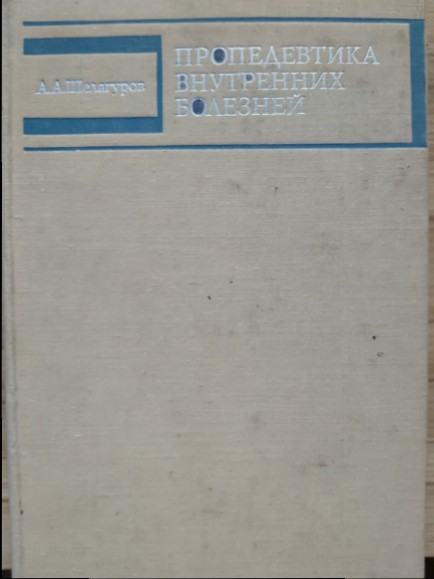 А.А.Шелагуров
ПРОПЕДЕВТИКА
ВНУТРЕННИХ
БОЛЕЗНЕЙ